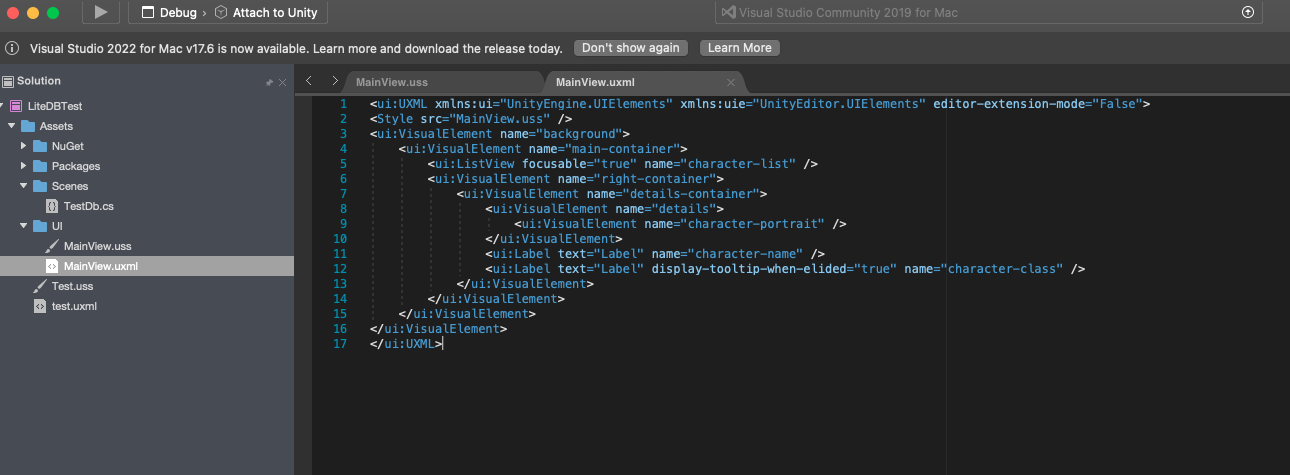 Debug › Attach to Unity
Visual Studio Community 2019 for Mac
Visual Studio 2022 for Mac v17.6 is now available. Learn more and download the release today. Don't show again Learn More
Solution
LiteDBTest
Assets
NuGet
Packages
Scenes
TestDb.cs
UI
MainView.uss
MainView.uxml
Test.uss
test.uxml
MainView.uss MainView.uxml
1 <ui:UXML xmlns:ui="UnityEngine.UIElements" xmlns:uie="UnityEditor.UIElements" editor-extension-mode="False">
2 <Style src="MainView.uss" />
3 <ui:VisualElement name="background">
4 <ui:VisualElement name="main-container">
5 <ui:ListView focusable="true" name="character-list" />
6 <ui:VisualElement name="right-container">
7 <ui:VisualElement name="details-container">
8 <ui:VisualElement name="details">
9 <ui:VisualElement name="character-portrait" />
10 </ui:VisualElement>
11 <ui:Label text="Label" name="character-name" />
12 <ui:Label text="Label" display-tooltip-when-elided="true" name="character-class" />
13 </ui:VisualElement>
14 </ui:VisualElement>
15 </ui:VisualElement>
16 </ui:VisualElement>
17 </ui:UXML>